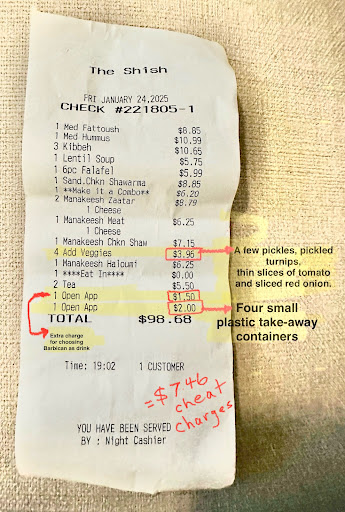 The Shish
FRI JANUARY 24,2025
CHECK #221805-1
1 Med Fattoush $8.85
1 Med Hummus $10.99
3 Kibbeh $10.65
1 Lentil Soup $5.75
1 6pc Falafel $5.99
1 Sand.Chkn Shawarma $8.85
1 **Make it a Combo** $6.20
2 Manakeesh Zaatar $8.79
1 Cheese
1 Manakeesh Meat $6.25
1 Cheese
1 Manakeesh Chkn Shaw $7.15
4 Add Veggies $3.96
1 Manakeesh Haloumi $6.25
1 ****Eat In**** $0.00
2 Tea $5.50
1 Open App $1.50
1 Open App $2.00
TOTAL $98.68
A few pickles, pickled
turnips,
thin slices of tomato
and sliced red onion.
Four small
plastic take-away
containers
Extra charge
for choosing
Barbican as drink
Time: 19:02 1 CUSTOMER
= $7.46
cheat
charges
YOU HAVE BEEN SERVED
BY : Night Cashier